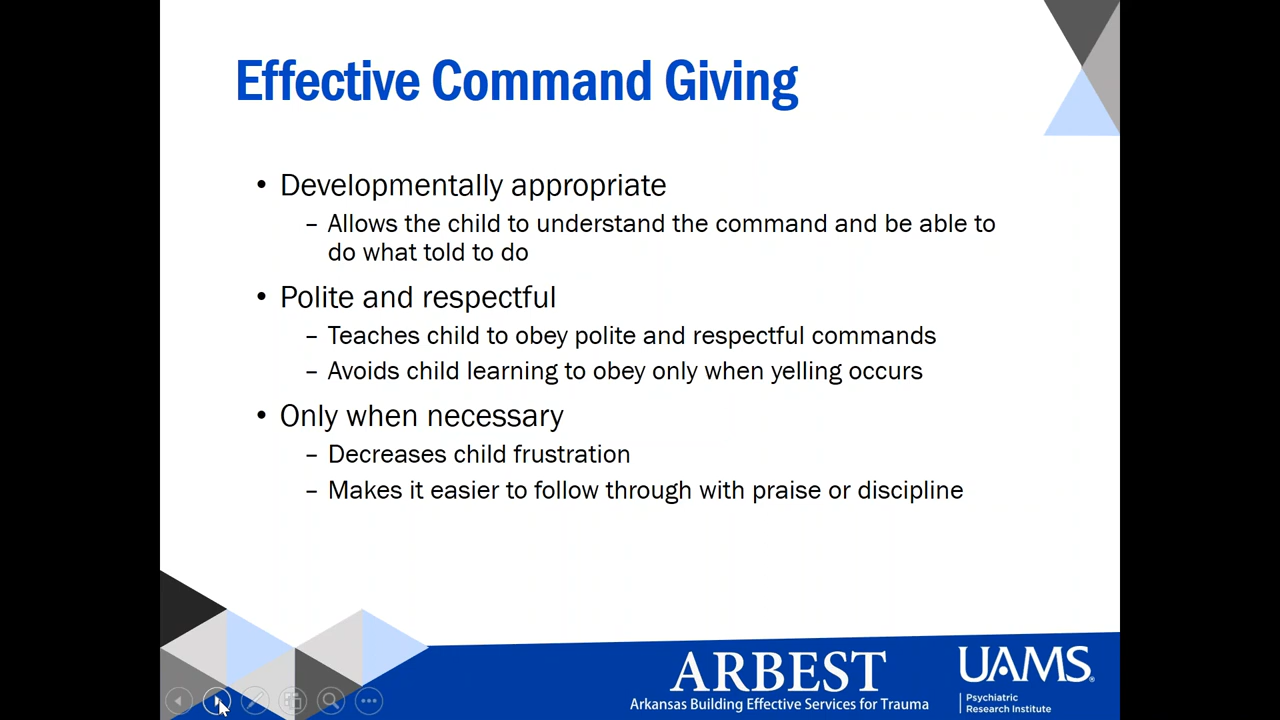 Effective Command Giving
• Developmentally appropriate
– Allows the child to understand the command and be able to
do what told to do
• Polite and respectful
– Teaches child to obey polite and respectful commands
– Avoids child learning to obey only when yelling occurs
• Only when necessary
– Decreases child frustration
– Makes it easier to follow through with praise or discipline
ARBEST
Arkansas Building Effective Services for Trauma
UAMS®
Psychiatric
Research Institute